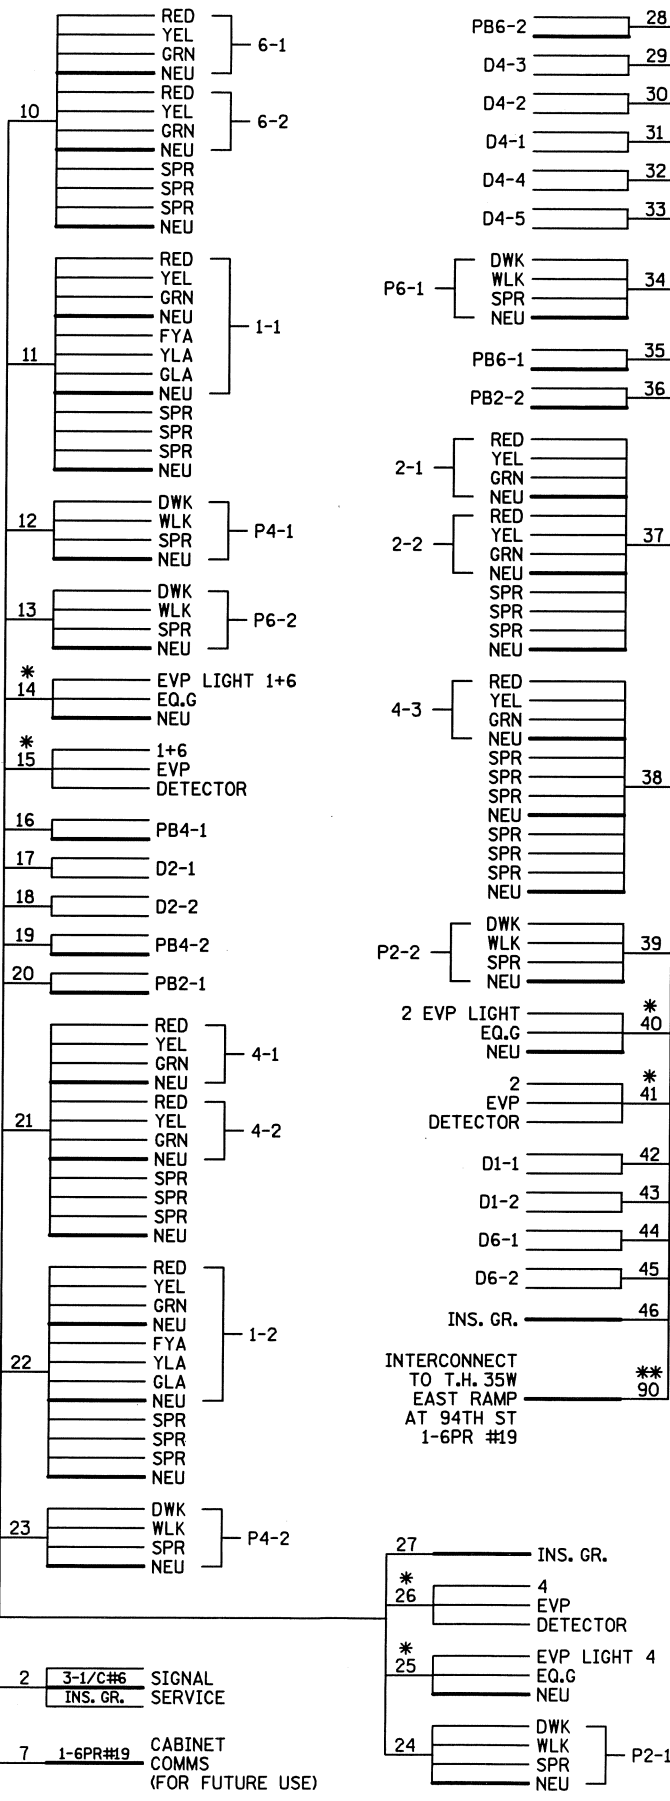 10
RED
YEL
GRN
NEU
6-1
RED
YEL
GRN
NEU
6-2
SPR
SPR
SPR
NEU
11
RED
YEL
GRN
NEU
FYA
YLA
GLA
NEU
1-1
SPR
SPR
SPR
NEU
12
DWK
WLK
SPR
NEU
P4-1
13
DWK
WLK
SPR
NEU
P6-2
*
14
EVP LIGHT 1+6
EQ.G
NEU
*
15
1+6
EVP
DETECTOR
16
PB4-1
17
D2-1
18
D2-2
19
PB4-2
20
PB2-1
21
RED
YEL
GRN
NEU
4-1
RED
YEL
GRN
NEU
4-2
SPR
SPR
SPR
NEU
22
RED
YEL
GRN
NEU
FYA
YLA
GLA
NEU
1-2
SPR
SPR
SPR
NEU
23
DWK
WLK
SPR
NEU
P4-2
2
3-1/C#6
INS. GR.
SIGNAL
SERVICE
7
1-6PR#19
CABINET
COMMS
(FOR FUTURE USE)
PB6-2
28
D4-3
29
D4-2
30
D4-1
31
D4-4
32
D4-5
33
P6-1
DWK
WLK
SPR
NEU
34
PB6-1
35
PB2-2
36
2-1
RED
YEL
GRN
NEU
2-2
RED
YEL
GRN
NEU
SPR
SPR
SPR
NEU
37
4-3
RED
YEL
GRN
NEU
SPR
SPR
SPR
NEU
SPR
SPR
SPR
NEU
38
P2-2
DWK
WLK
SPR
NEU
39
2 EVP LIGHT
EQ.G
NEU
*
40
2
EVP
DETECTOR
*
41
D1-1
42
D1-2
43
D6-1
44
D6-2
45
INS. GR.
46
INTERCONNECT
TO T.H. 35W
EAST RAMP
AT 94TH ST
1-6PR #19
**
90
27
INS. GR.
*
26
4
EVP
DETECTOR
*
25
EVP LIGHT 4
EQ.G
NEU
24
DWK
WLK
SPR
NEU
P2-1